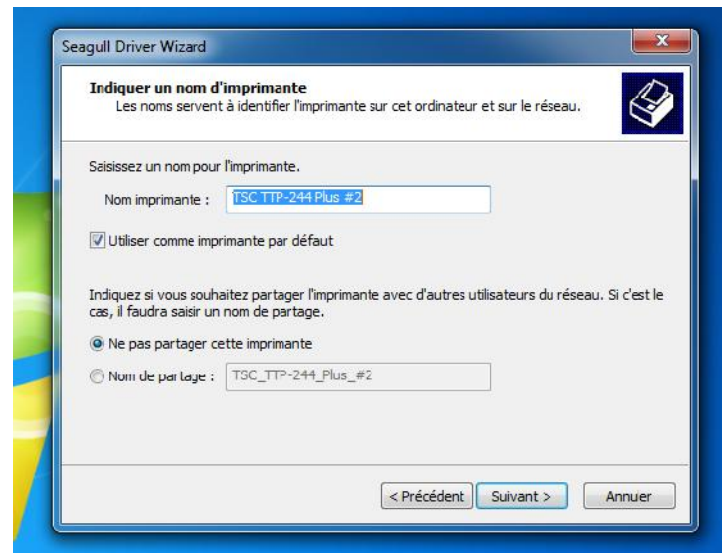 Seagull Driver Wizard
Indiquer un nom d'imprimante
Les noms servent à identifier l'imprimante sur cet ordinateur et sur le réseau.
Saisissez un nom pour l'imprimante.
Nom imprimante : TSC TTP-244 Plus #2
Utiliser comme imprimante par défaut
Indiquez si vous souhaitez partager l'imprimante avec d'autres utilisateurs du réseau. Si c'est le
cas, il faudra saisir un nom de partage.
Ne pas partager cette imprimante
Nom de partage : TSC_TTP-244_Plus_#2
< Précédent Suivant > Annuer